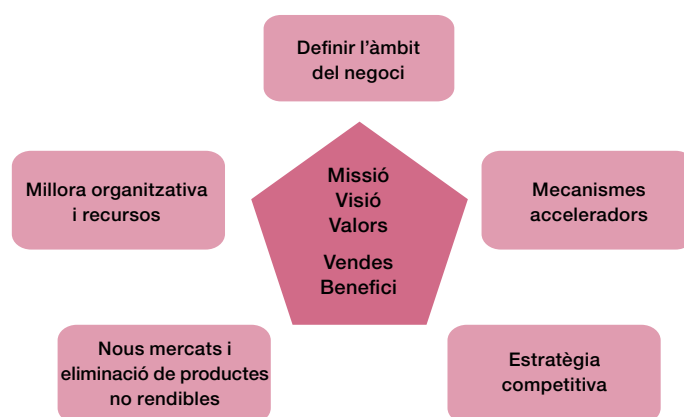 Definir l'àmbit
del negoci
Millora organitzativa
i recursos
Missió
Visió
Valors
Vendes
Benefici
Mecanismes
acceleradors
Nous mercats i
eliminació de productes
no rendibles
Estratègia
competitiva